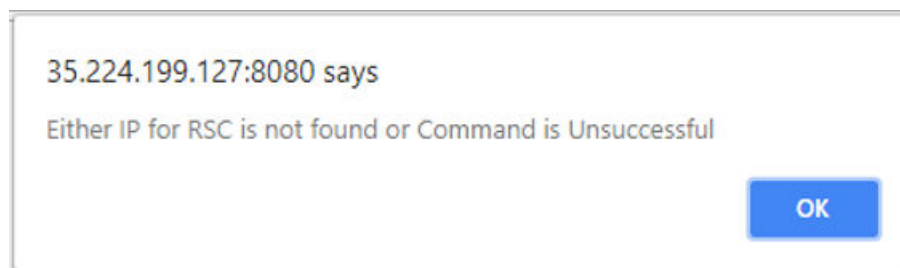 35.224.199.127:8080 says
Either IP for RSC is not found or Command is Unsuccessful
OK